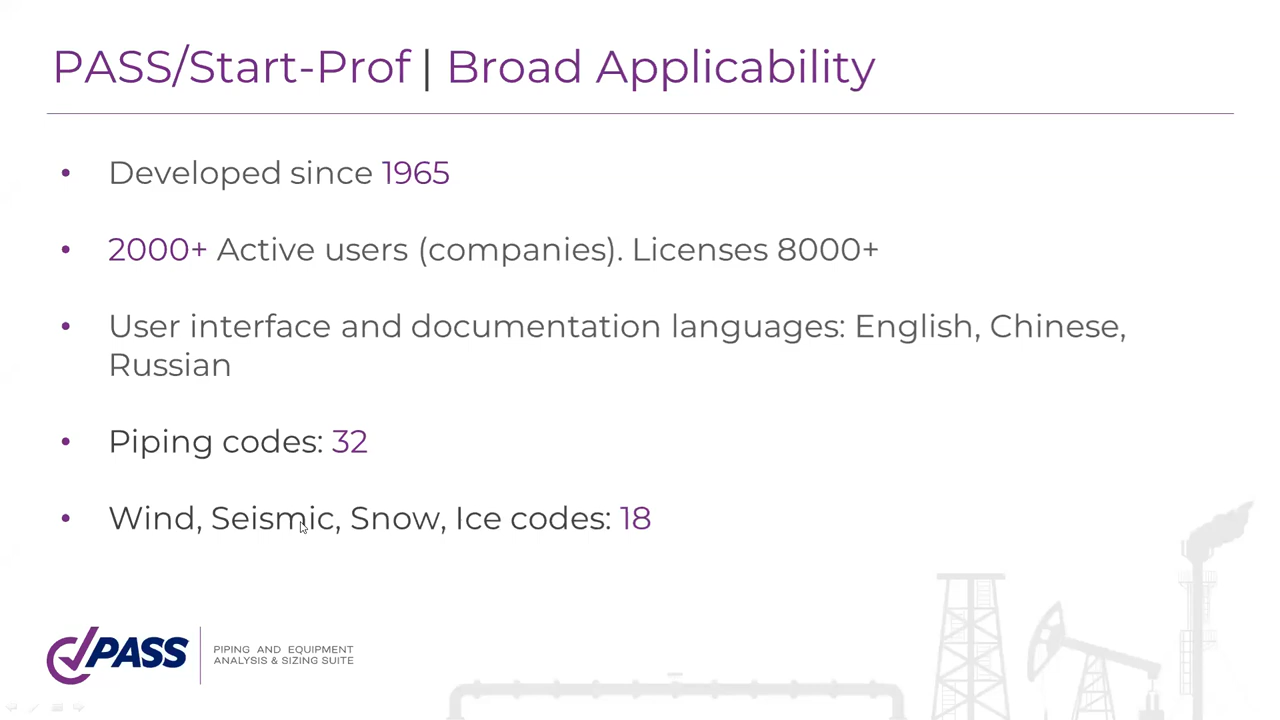 PASS/Start-Prof | Broad Applicability
• Developed since 1965
• 2000+ Active users (companies). Licenses 8000+
• User interface and documentation languages: English, Chinese,
Russian
• Piping codes: 32
• Wind, Seismic, Snow, Ice codes: 18
PASS
PIPING AND EQUIPMENT
ANALYSIS & SIZING SUITE